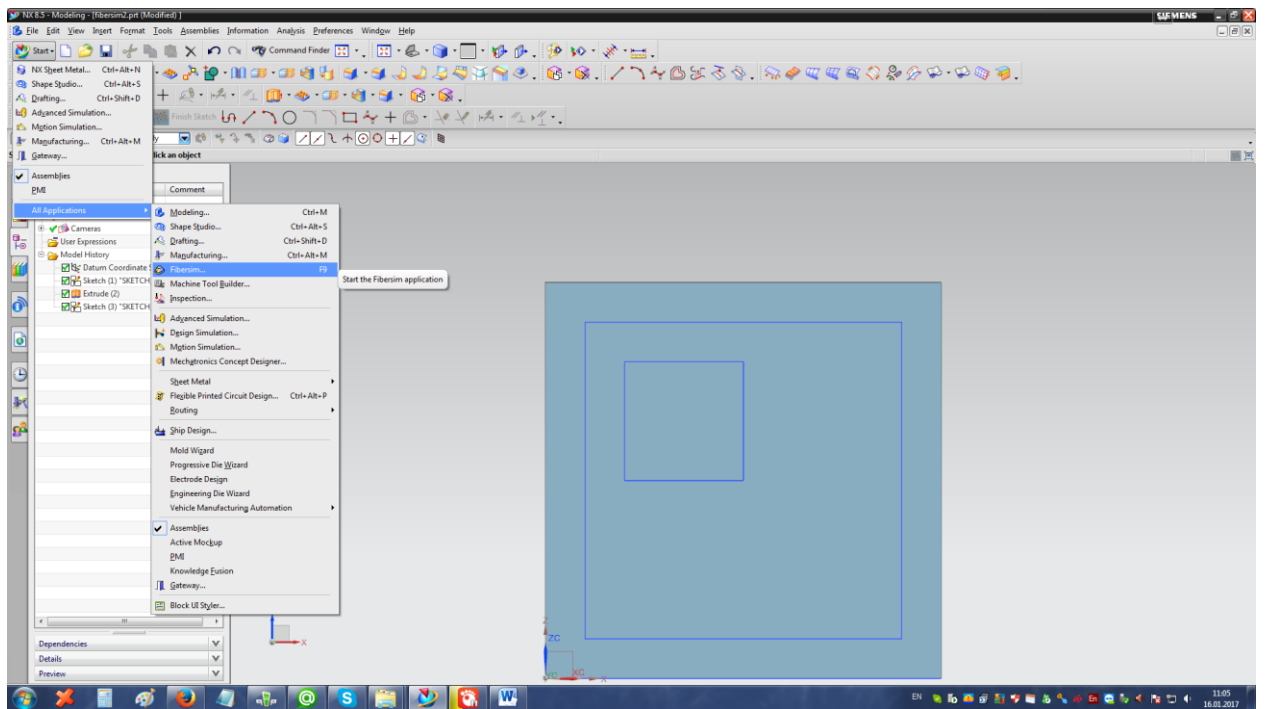 NX 8.5 - Modeling - [fibersim2.prt (Modified) ]
SIEMENS
File Edit View Insert Format Tools Assemblies Information Analysis Preferences Window Help
Start Command Finder
NX Sheet Metal... Ctrl+Alt+N
Shape Studio... Ctrl+Alt+S
Drafting... Ctrl+Shift+D
Advanced Simulation...
Finish Sketch
Motion Simulation...
Manufacturing... Ctrl+Alt+M
Gateway...
lick an object
Assemblies
PMI
Comment
All Applications
Cameras
User Expressions
Model History
Datum Coordinate S
Sketch (1) "SKETCH
Extrude (2)
Sketch (3) "SKETCH
Modeling... Ctrl+M
Shape Studio... Ctrl+Alt+S
Drafting... Ctrl+Shift+D
Manufacturing... Ctrl+Alt+M
Fibersim... F9
Start the Fibersim application
Machine Tool Builder...
Inspection...
Advanced Simulation...
Design Simulation...
Motion Simulation...
Mechatronics Concept Designer...
Sheet Metal
Flexible Printed Circuit Design... Ctrl+Alt+P
Routing
Ship Design...
Mold Wizard
Progressive Die Wizard
Electrode Design
Engineering Die Wizard
Vehicle Manufacturing Automation
Assemblies
Active Mockup
PMI
Knowledge Fusion
Gateway...
Block UI Styler...
Dependencies
Details
Preview
X
Z
ZC
YC
XC
X
EN
11:05
16.01.2017